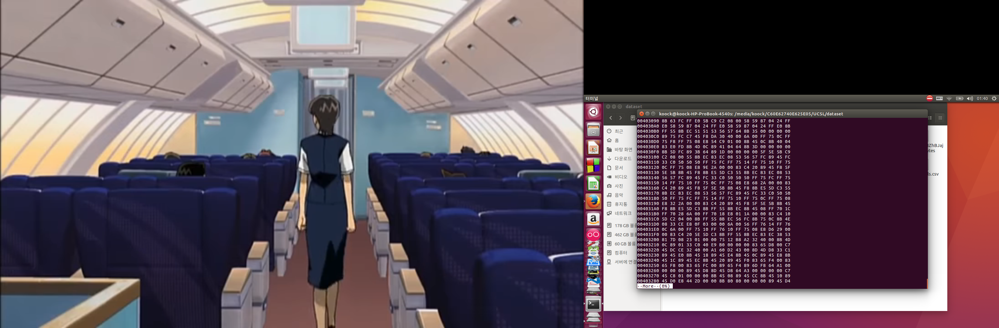 터미널
01:40
dataset
koock@koock-HP-ProBook-4540s: /media/koock/C60E62740E625E05/UCSL/dataset
최근
홈
바탕 화면
다운로드
문서
비디오
사진
음악
휴지통
네트워크
178 GB 볼륨
462 GB 볼륨
60 GB 볼륨
컴퓨터
서버에 연결
00403090 8B 63 FC FF E0 5B C9 C2 08 00 58 59 87 04 24 FF
004030A0 E0 58 59 87 04 24 FF E0 58 59 87 04 24 FF E0 8B
004030B0 FF 55 8B EC 51 51 53 56 57 64 8B 35 00 00 00 00
004030C0 89 75 FC C7 45 F8 DA 30 40 00 6A 00 FF 75 0C FF
004030D0 75 F8 FF 75 08 E8 54 C9 01 00 8B 45 0C 8B 40 04
004030E0 83 E0 FD 8B 4D 0C 89 41 04 64 8B 3D 00 00 00 00
004030F0 8B 5D FC 89 3B 64 89 1D 00 00 00 00 5F 5E 5B C9
00403100 C2 08 00 55 8B EC 83 EC 08 53 56 57 FC 89 45 FC
00403110 33 C0 50 50 50 FF 75 FC FF 75 14 FF 75 10 FF 75
00403120 0C FF 75 08 E8 9E 2A 00 00 83 C4 20 89 45 F8 5F
00403130 5E 5B 8B 45 F8 8B E5 5D C3 55 8B EC 83 EC 08 53
00403140 56 57 FC 89 45 FC 33 C0 50 50 50 FF 75 FC FF 75
00403150 14 FF 75 10 FF 75 0C FF 75 08 E8 68 2A 00 00 83
00403160 C4 20 89 45 F8 5F 5E 5B 8B 45 F8 8B E5 5D C3 55
00403170 8B EC 83 EC 08 53 56 57 FC 89 45 FC 33 C0 50 50
00403180 50 FF 75 FC FF 75 14 FF 75 10 FF 75 0C FF 75 08
00403190 E8 32 2A 00 00 83 C4 20 89 45 F8 5F 5E 5B 8B 45
004031A0 F8 8B E5 5D C3 8B FF 55 8B EC 8B 45 08 FF 70 1C
004031B0 FF 70 28 6A 00 FF 70 18 E8 01 1A 00 00 83 C4 10
004031C0 5D C2 04 00 8B FF 55 8B EC 56 FC 8B 75 0C 8B 4E
004031D0 08 33 CE E8 0F 03 00 00 6A 00 56 FF 76 14 FF 76
004031E0 0C 6A 00 FF 75 10 FF 76 10 FF 75 08 E8 D6 29 00
004031F0 00 83 C4 20 5E 5D C3 8B FF 55 8B EC 83 EC 38 53
00403200 81 7D 08 23 01 00 00 75 12 B8 A2 32 40 00 8B 4D
00403210 0C 89 01 33 C0 40 E9 B0 00 00 00 83 65 D8 00 C7
00403220 45 DC CE 32 40 00 A1 60 D2 43 00 8D 4D D8 33 C1
00403230 89 45 E0 8B 45 18 89 45 E4 8B 45 0C 89 45 E8 8B
00403240 45 1C 89 45 EC 8B 45 20 89 45 F0 83 65 F4 00 83
00403250 65 F8 00 83 65 FC 00 89 65 F4 89 6D F8 64 A1 00
00403260 00 00 00 89 45 D8 8D 45 D8 64 A3 00 00 00 00 C7
00403270 45 C8 01 00 00 00 8B 45 08 89 45 CC 8B 45 10 89
00403280 45 D0 E8 44 2D 00 00 8B 80 80 00 00 00 89 45 D4
--More--(0%)
ZhBJaj
ytes
ls.csv